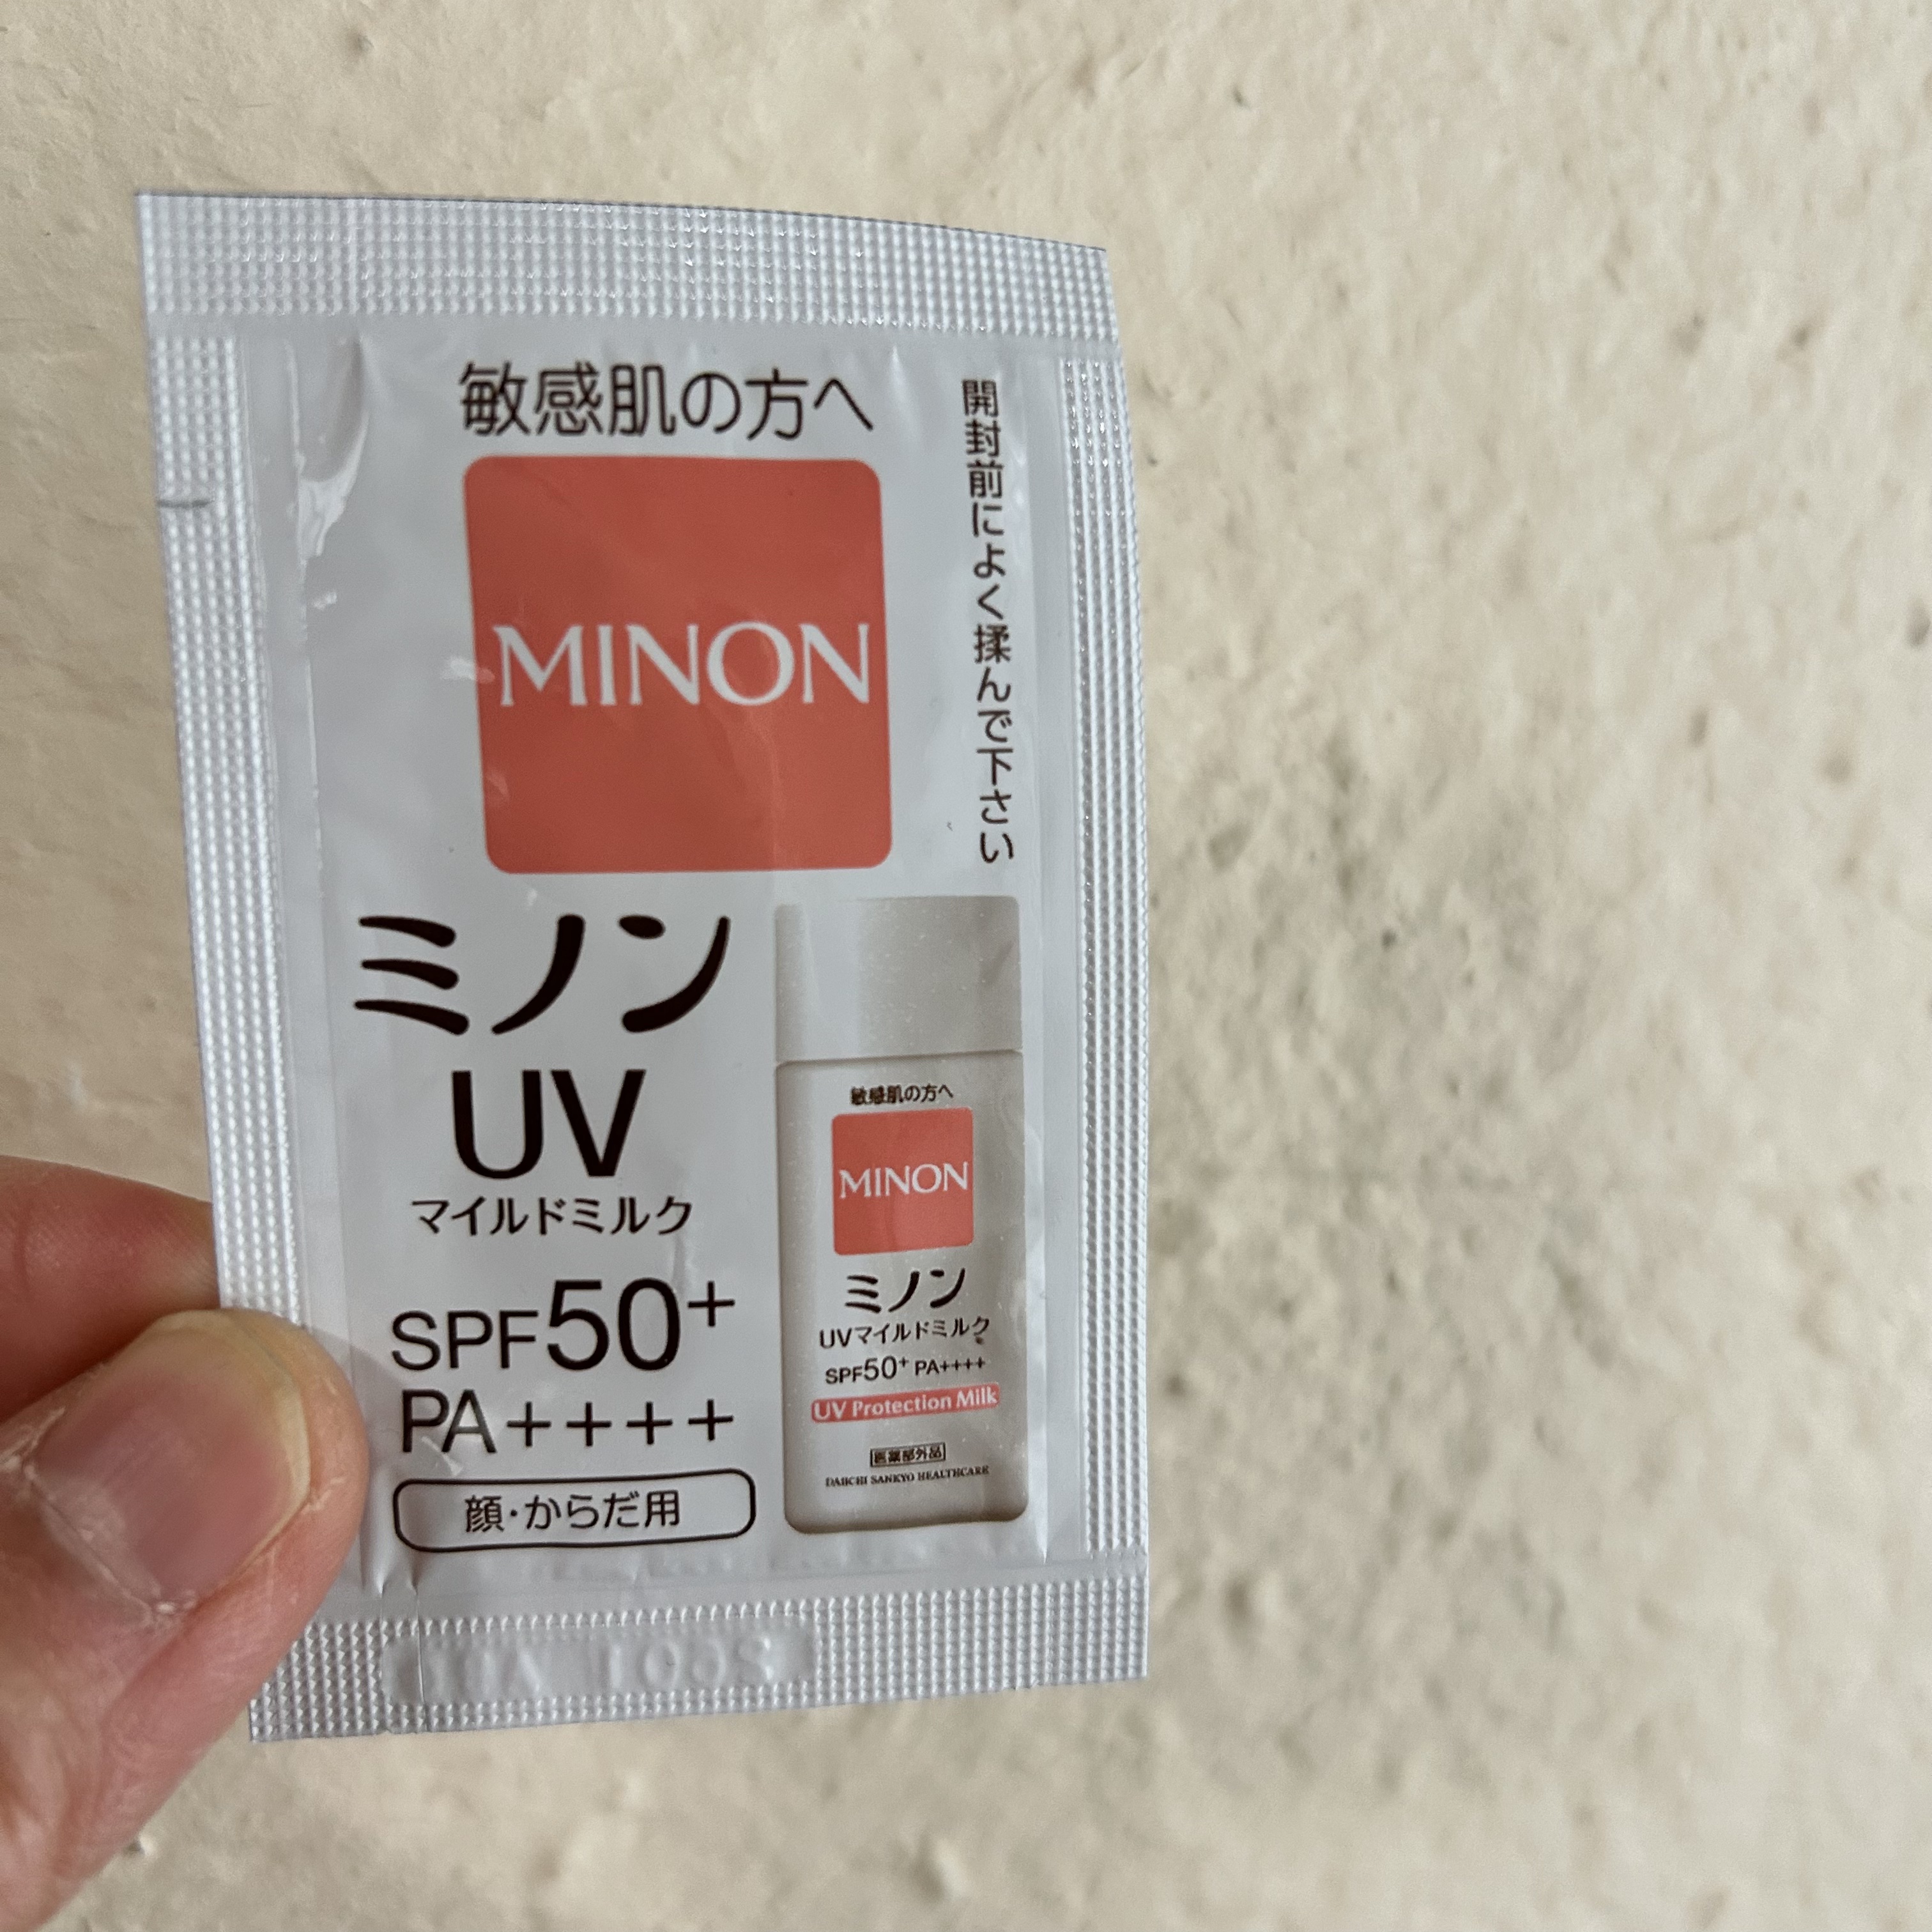 敏感肌の方へ
MINON
開封前によく揉んで下さい
ミノン
UV
マイルドミルク
SPF50+
PA++++
顔・からだ用
敏感肌の方へ
MINON
ミノン
UVマイルドミルク
SPF50+ PA++++
UV Protection Milk
医薬部外品
DAIICHI SANKYO HEALTHCARE